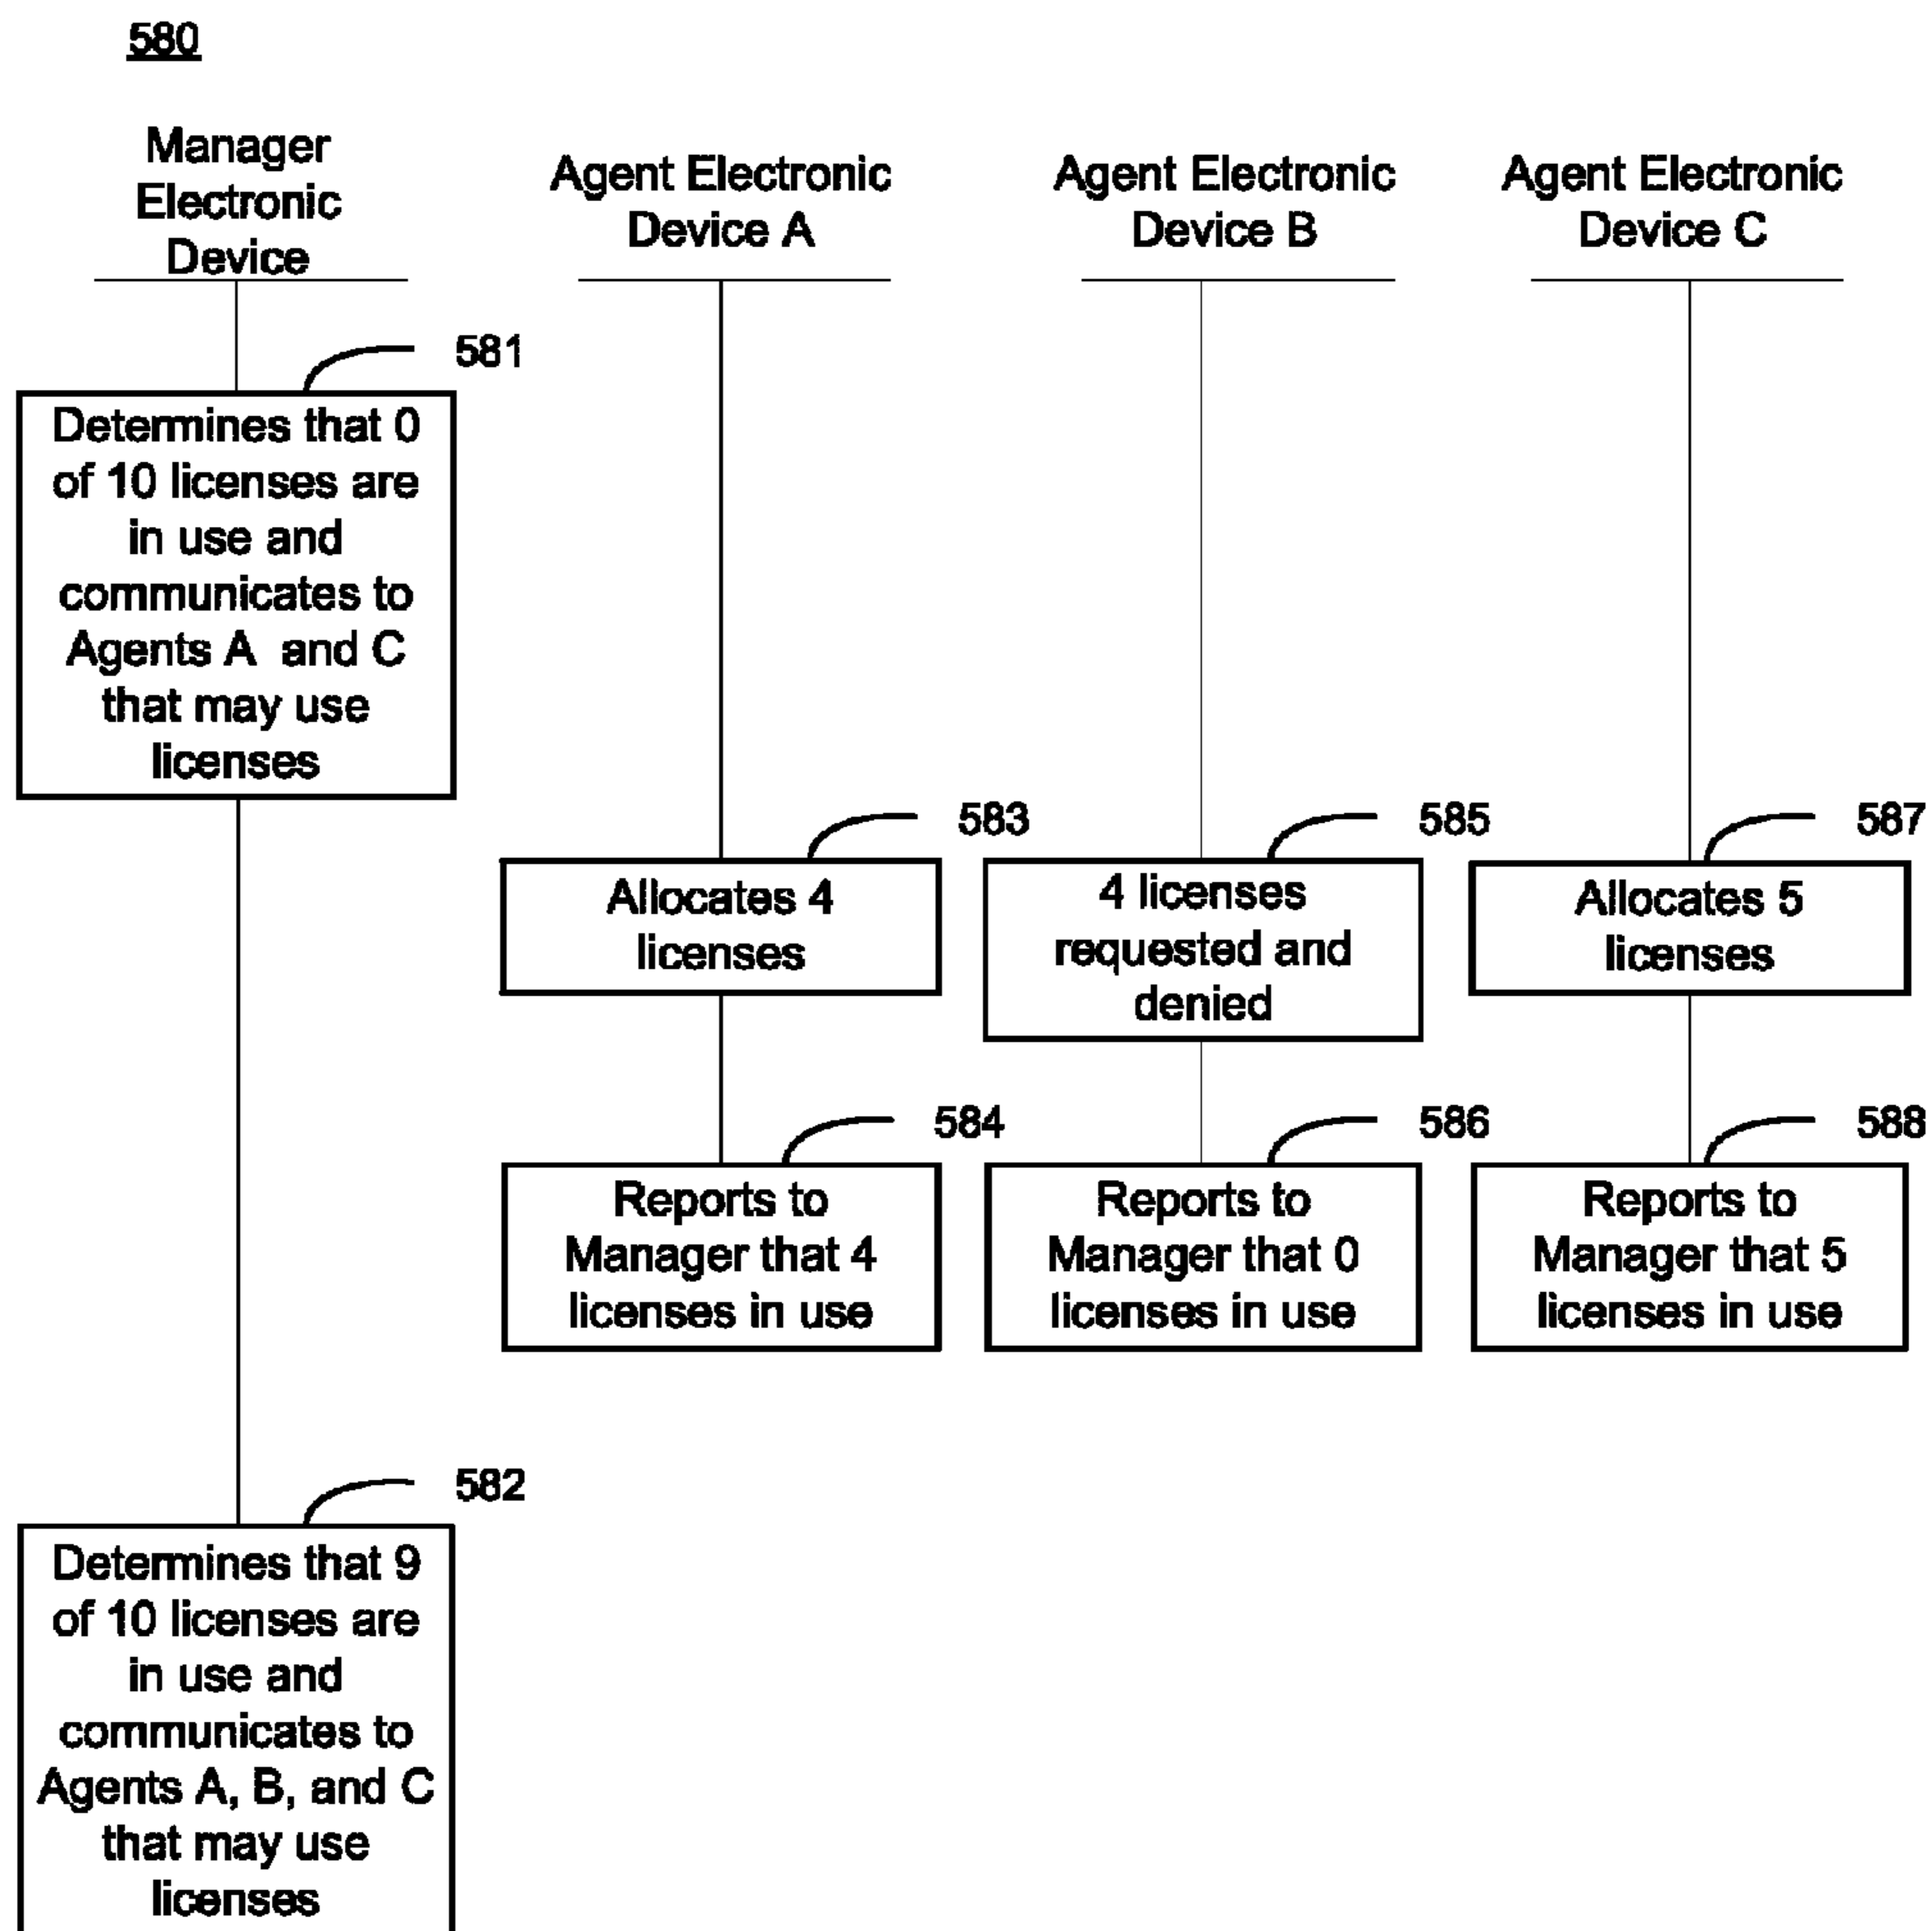 580
Manager
Electronic
Device
Agent Electronic
Device A
Agent Electronic
Device B
Agent Electronic
Device C
581
Determines that 0
of 10 licenses are
in use and
communicates to
Agents A and C
that may use
licenses
583
Allocates 4
licenses
585
4 licenses
requested and
denied
587
Allocates 5
licenses
584
Reports to
Manager that 4
licenses in use
586
Reports to
Manager that 0
licenses in use
588
Reports to
Manager that 5
licenses in use
582
Determines that 9
of 10 licenses are
in use and
communicates to
Agents A, B, and C
that may use
licenses